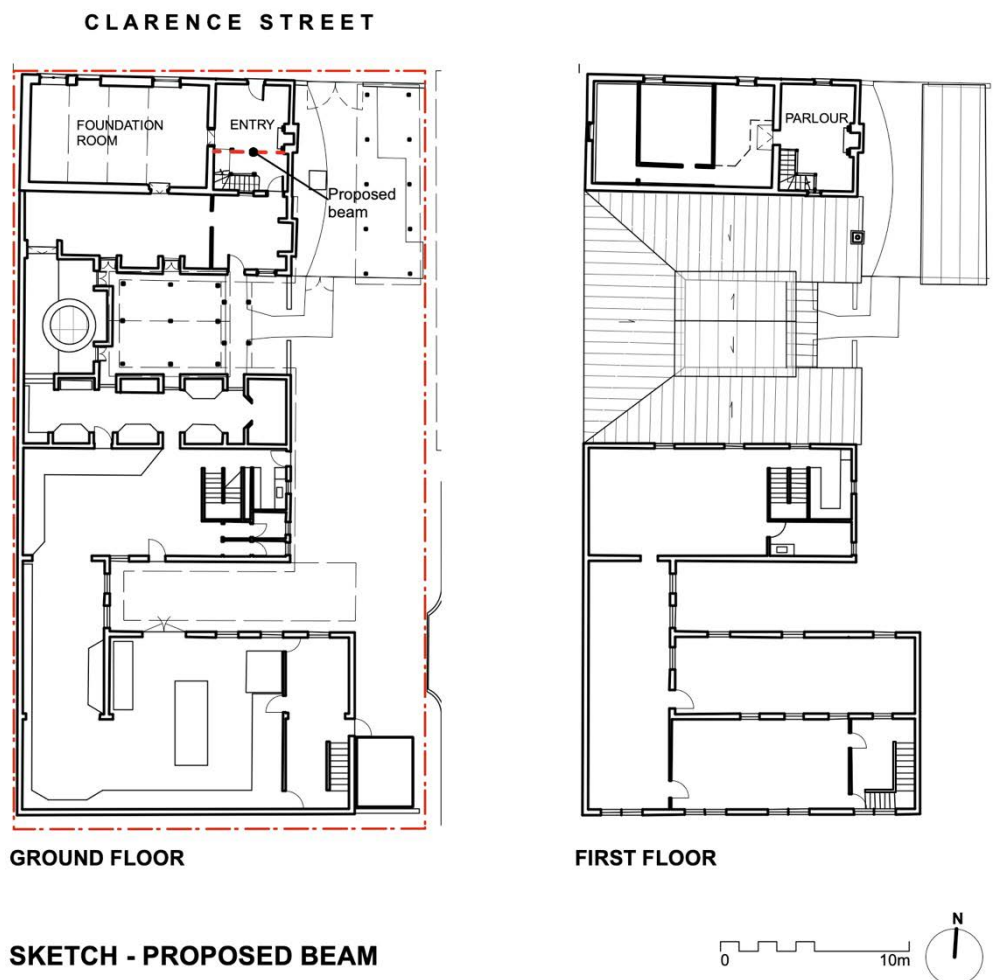 CLARENCE STREET
FOUNDATION
ROOM
ENTRY
Proposed
beam
PARLOUR
GROUND FLOOR
FIRST FLOOR
SKETCH - PROPOSED BEAM
0
10m
N